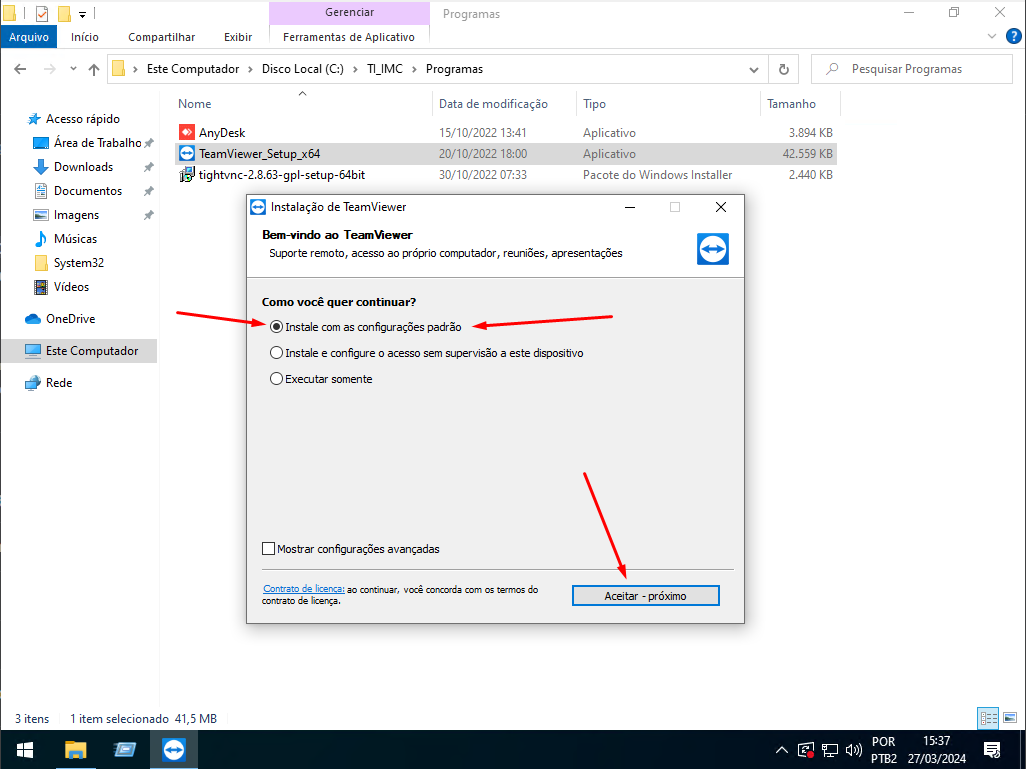 Gerenciar
Programas
Arquivo
Início
Compartilhar
Exibir
Ferramentas de Aplicativo
Este Computador > Disco Local (C:) > TI_IMC > Programas
Pesquisar Programas
Nome
Data de modificação
Tipo
Tamanho
Acesso rápido
Área de Trabalho
Downloads
Documentos
Imagens
Músicas
System32
Vídeos
OneDrive
Este Computador
Rede
AnyDesk 15/10/2022 13:41 Aplicativo 3.894 KB
TeamViewer_Setup_x64 20/10/2022 18:00 Aplicativo 42.559 KB
tightvnc-2.8.63-gpl-setup-64bit 30/10/2022 07:33 Pacote do Windows Installer 2.440 KB
Instalação de TeamViewer
Bem-vindo ao TeamViewer
Suporte remoto, acesso ao próprio computador, reuniões, apresentações
Como você quer continuar?
Instale com as configurações padrão
Instale e configure o acesso sem supervisão a este dispositivo
Executar somente
Mostrar configurações avançadas
Contrato de licença: ao continuar, você concorda com os termos do
contrato de licença.
Aceitar - próximo
3 itens
1 item selecionado 41,5 MB
POR
PTB2
15:37
27/03/2024